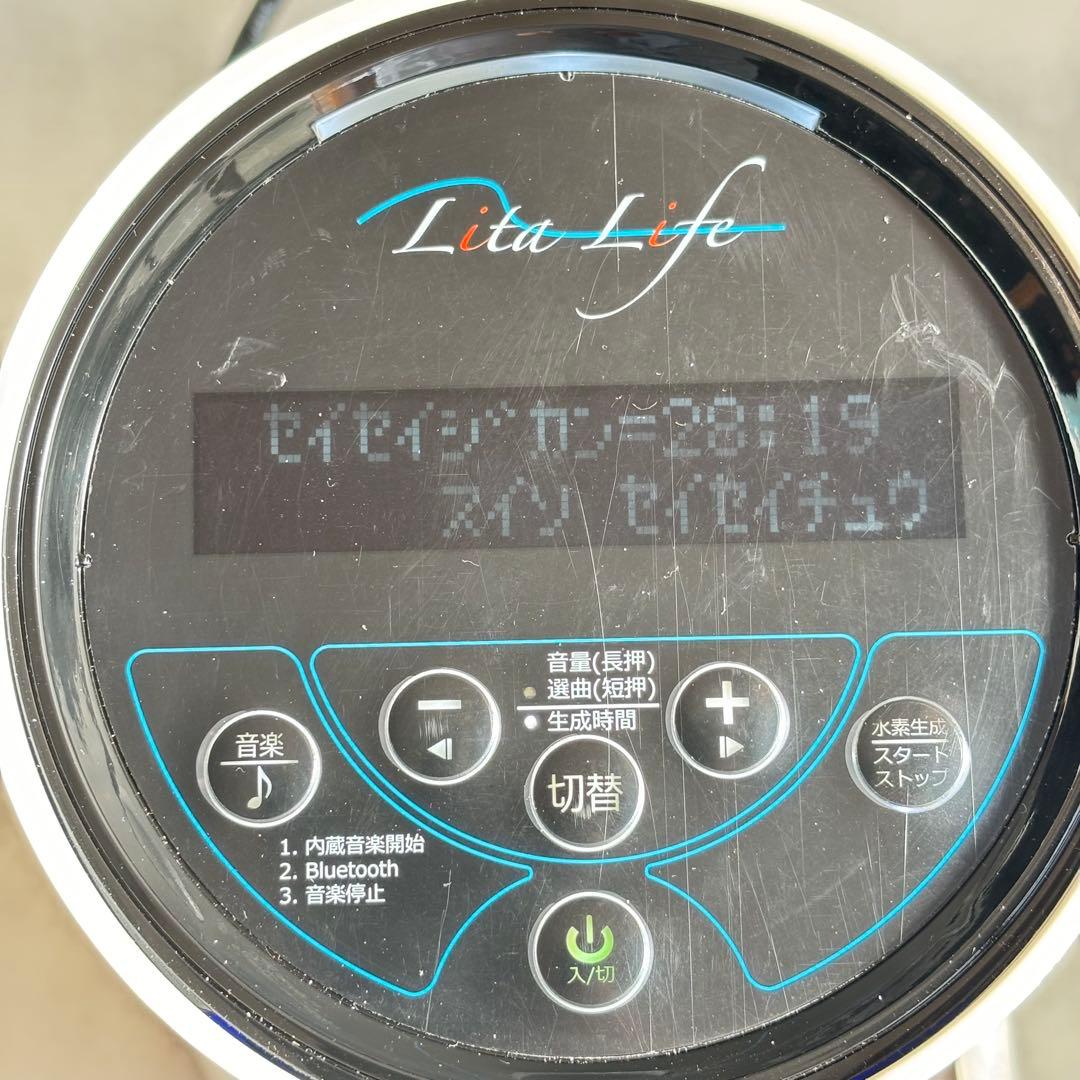 Lita Life
セイセイジカン=28:19
スイソ セイセイチュウ
音量(長押)
選曲(短押)
生成時間
音楽
切替
水素生成
スタート
ストップ
1. 内蔵音楽開始
2. Bluetooth
3. 音楽停止
入/切